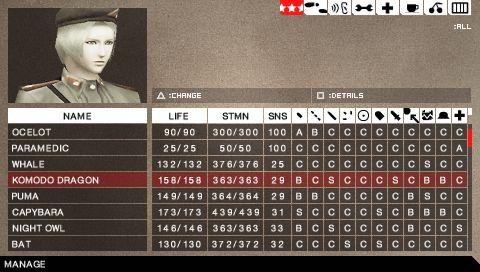 :ALL
△ :CHANGE □ :DETAILS
NAME LIFE STMN SNS
OCELOT 90/90 300/300 100 A B C C C C C C C C C
PARAMEDIC 25/25 50/50 100 C C C C C C C C C C A
WHALE 132/132 376/376 25 C C C C C C C C S C C
KOMODO DRAGON 158/158 363/363 29 B C S C C C S C B B C
PUMA 149/149 364/364 29 B B C C C C C B S C C
CAPYBARA 173/173 439/439 31 S C C C C S C B B B C
NIGHT OWL 146/146 363/363 33 B C S C C C C C C C S
BAT 130/130 372/372 32 C C C S C S C C C C C
MANAGE